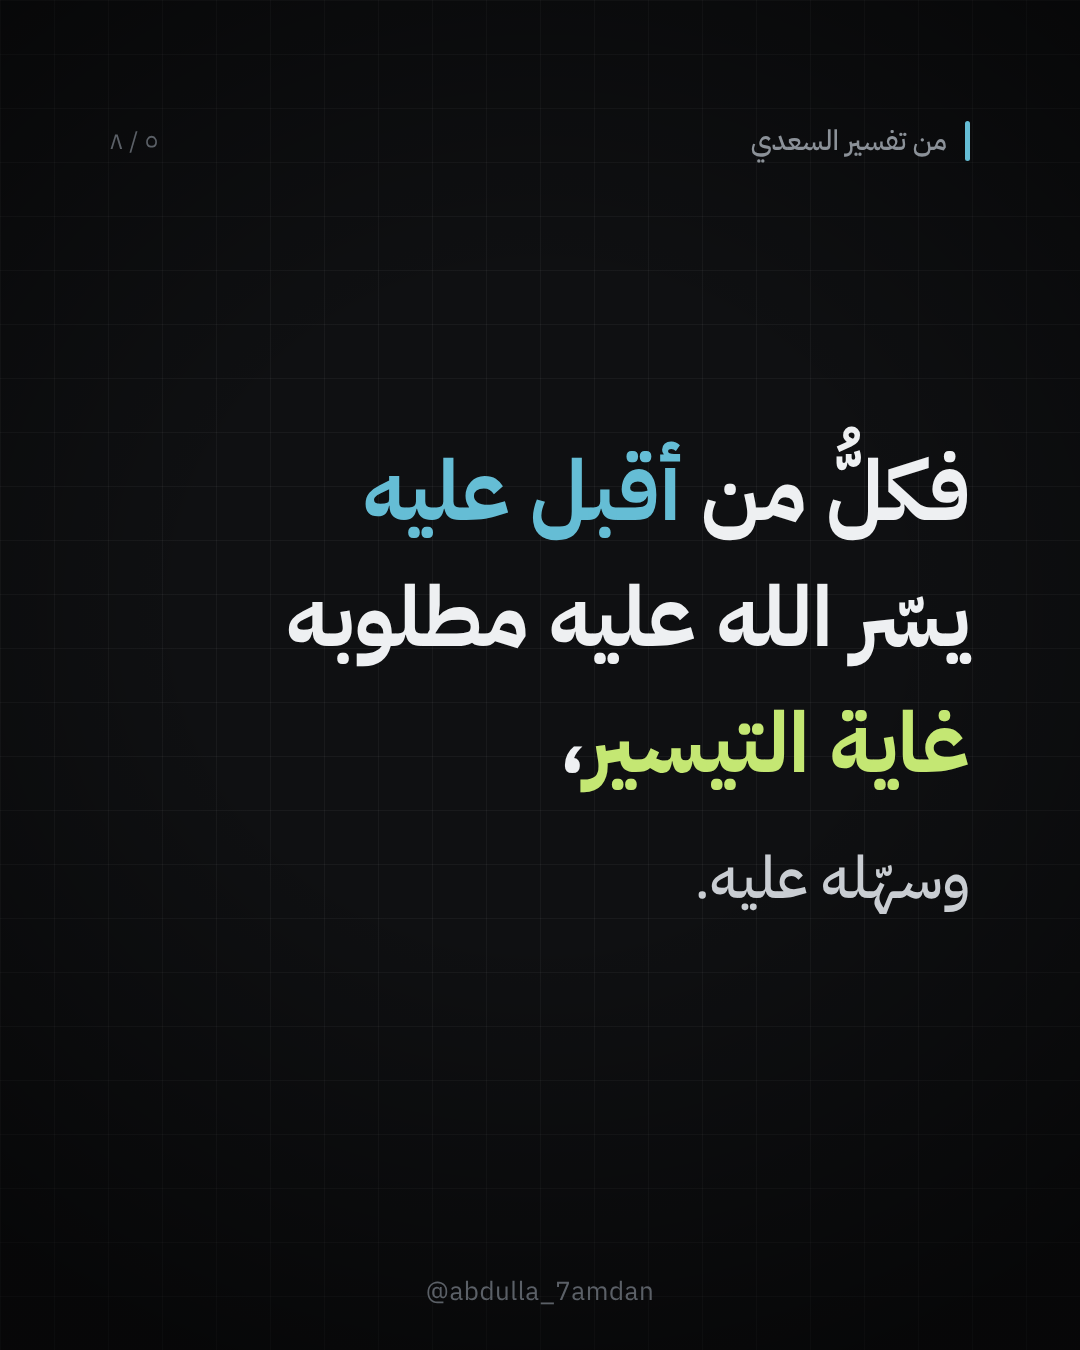 من تفسير السعدي
٥ / ٨
فكلُّ من أقبل عليه
يسّر الله عليه مطلوبه
غاية التيسير،
وسهّله عليه.
@abdulla_7amdan